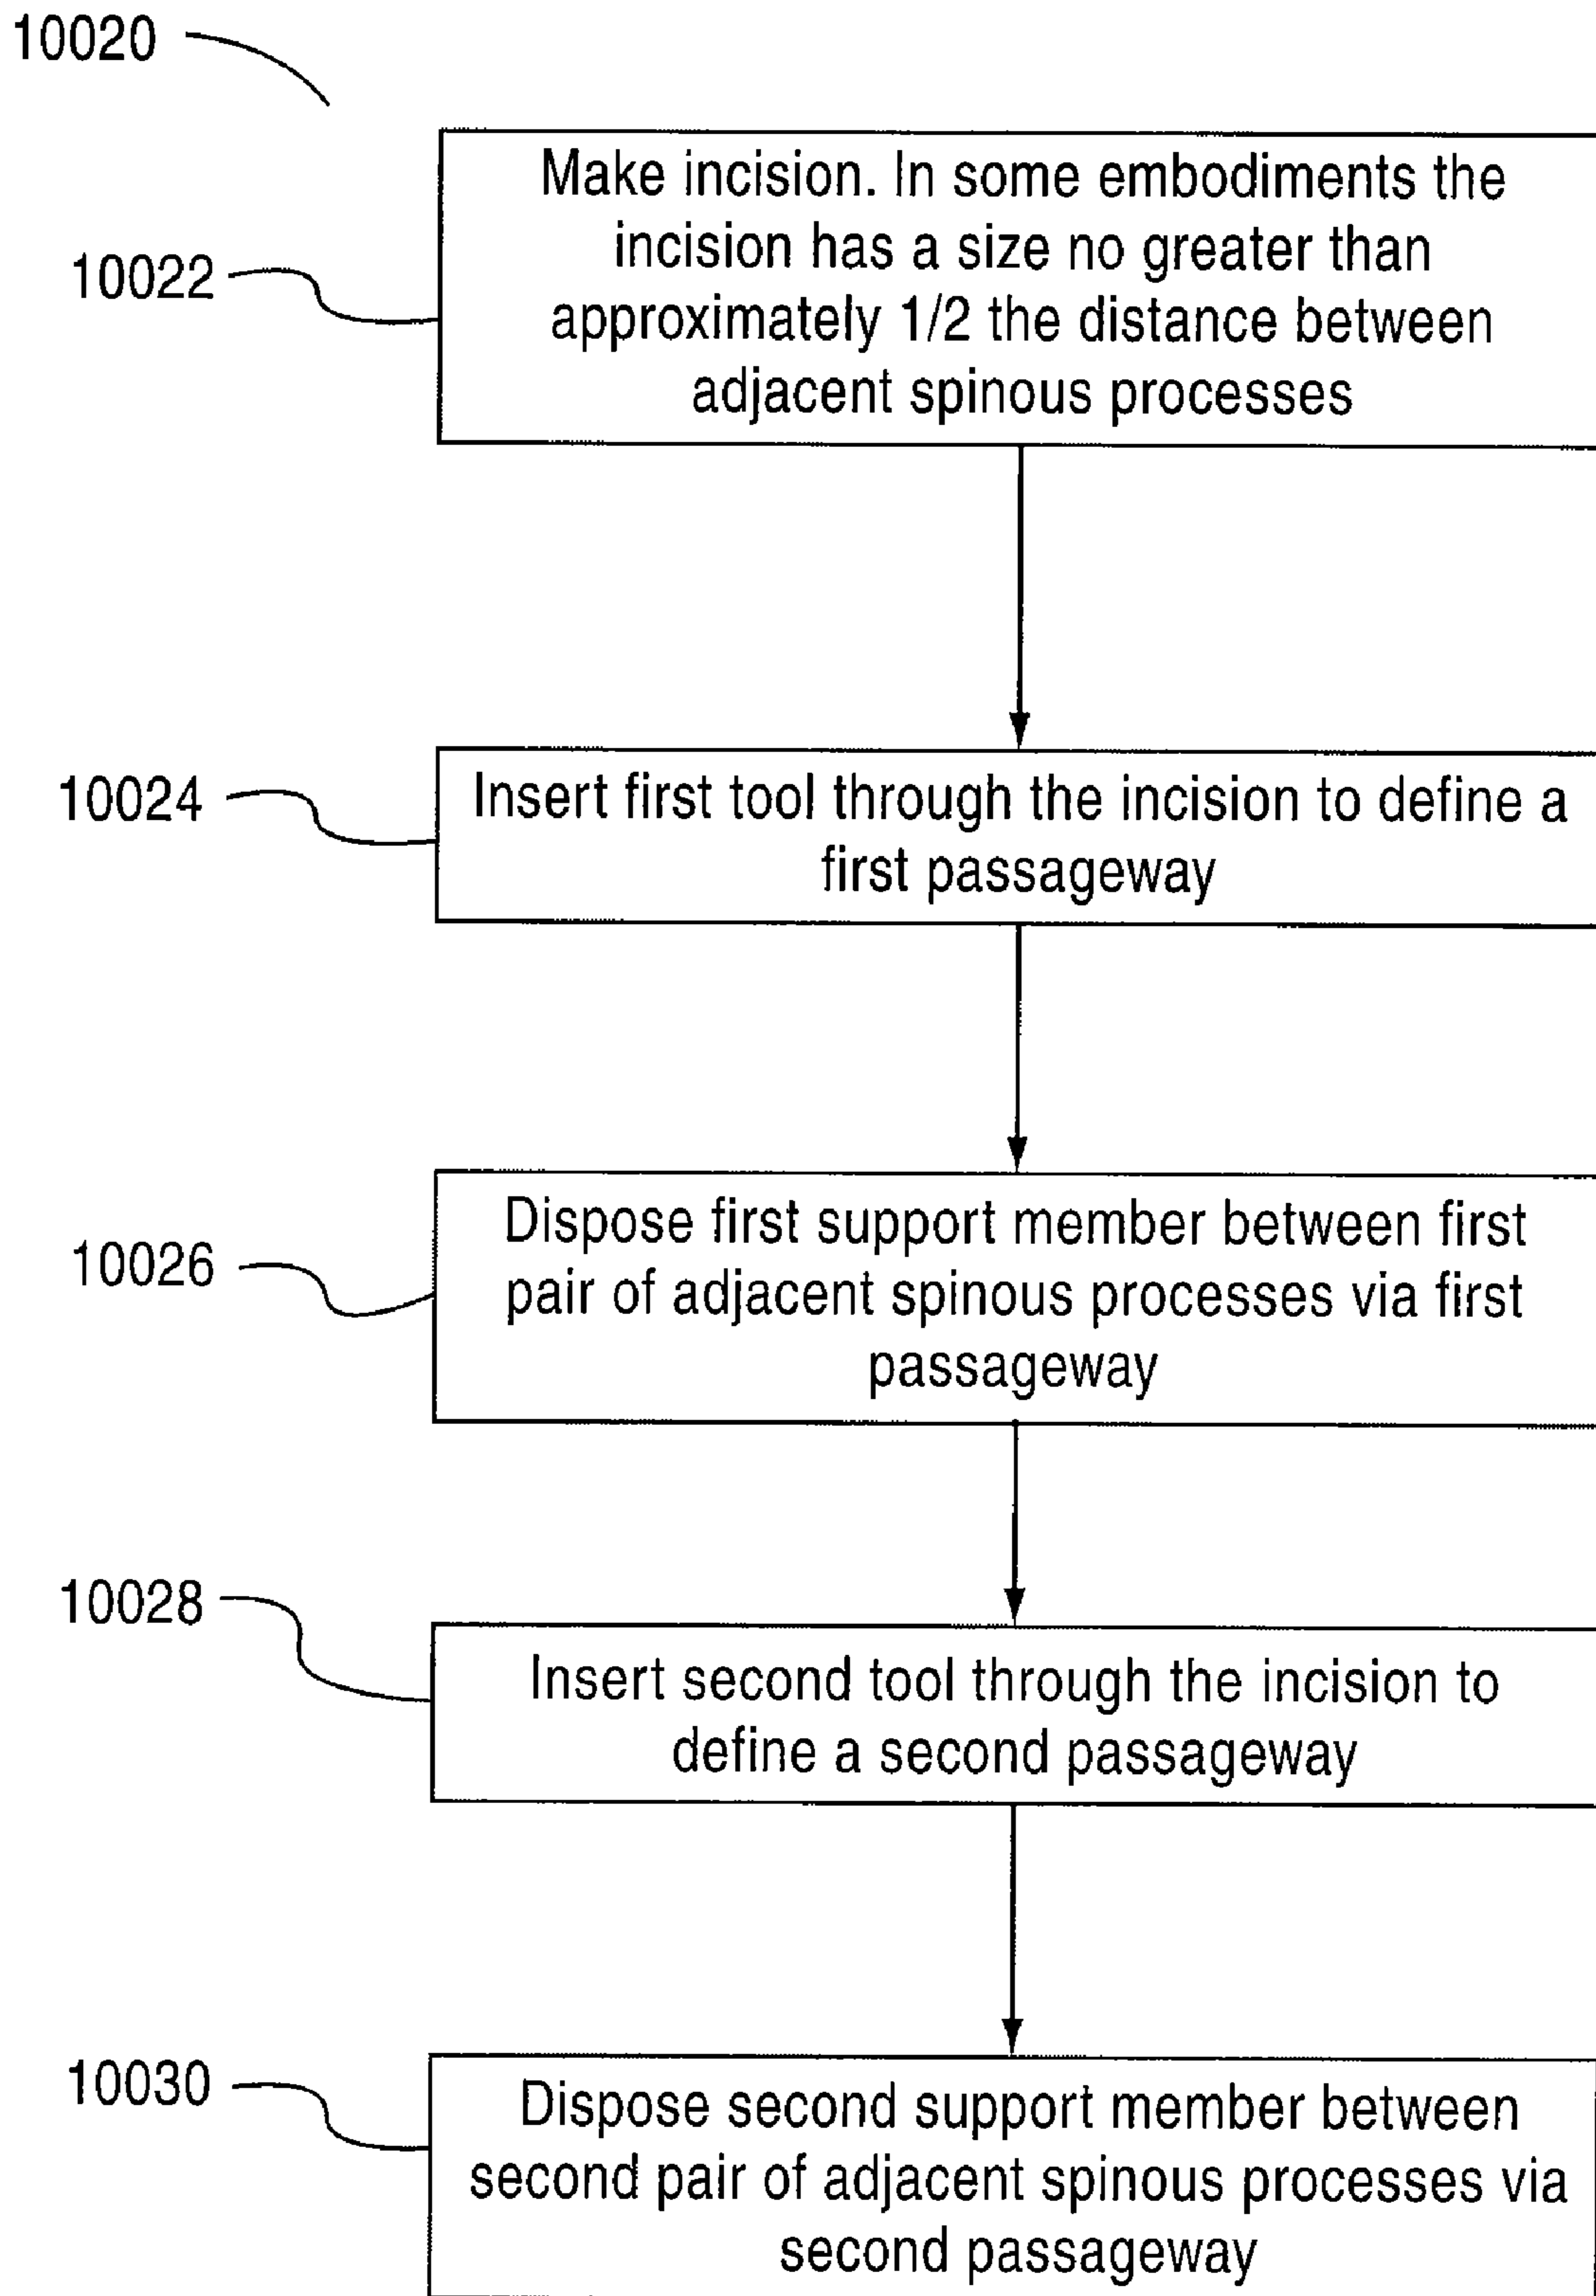 10020
10022
Make incision. In some embodiments the
incision has a size no greater than
approximately 1/2 the distance between
adjacent spinous processes
10024
Insert first tool through the incision to define a
first passageway
10026
Dispose first support member between first
pair of adjacent spinous processes via first
passageway
10028
Insert second tool through the incision to
define a second passageway
10030
Dispose second support member between
second pair of adjacent spinous processes via
second passageway